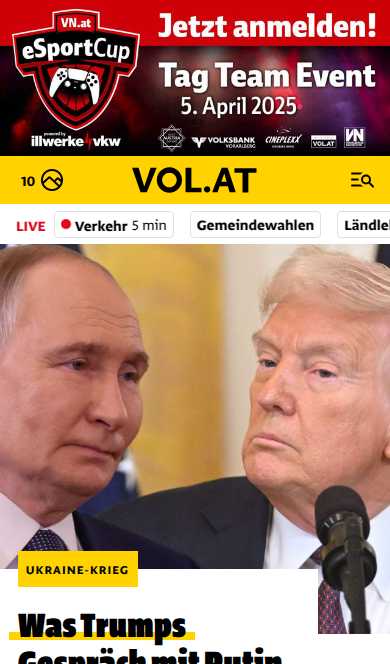 VN.at
eSportCup
powered by
illwerke vkw
Jetzt anmelden!
Tag Team Event
5. April 2025
VOLKSBANK
VORARLBERG
CINEPLEXX
VOL.AT
VN
10
VOL.AT
LIVE
Verkehr 5 min
Gemeindewahlen
Ländle
UKRAINE-KRIEG
Was Trumps
Gespräch mit Putin